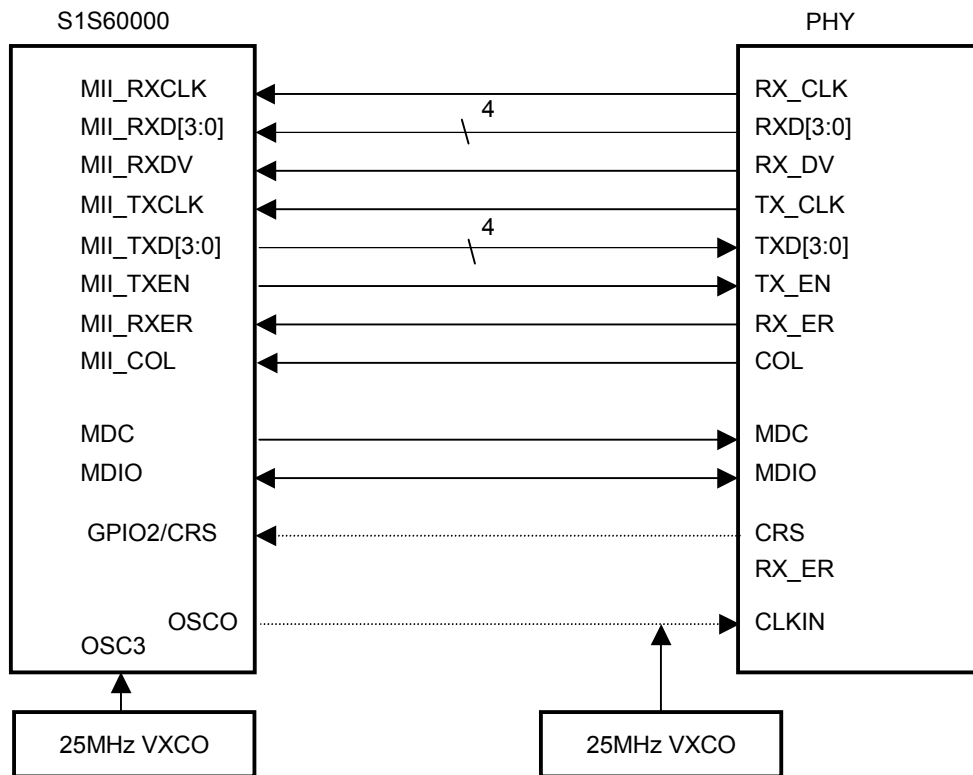 S1S60000 PHY
MII_RXCLK RX_CLK
4
MII_RXD[3:0] RXD[3:0]
MII_RXDV RX_DV
MII_TXCLK TX_CLK
4
MII_TXD[3:0] TXD[3:0]
MII_TXEN TX_EN
MII_RXER RX_ER
MII_COL COL
MDC MDC
MDIO MDIO
GPIO2/CRS CRS
RX_ER
OSCO CLKIN
OSC3
25MHz VXCO 25MHz VXCO